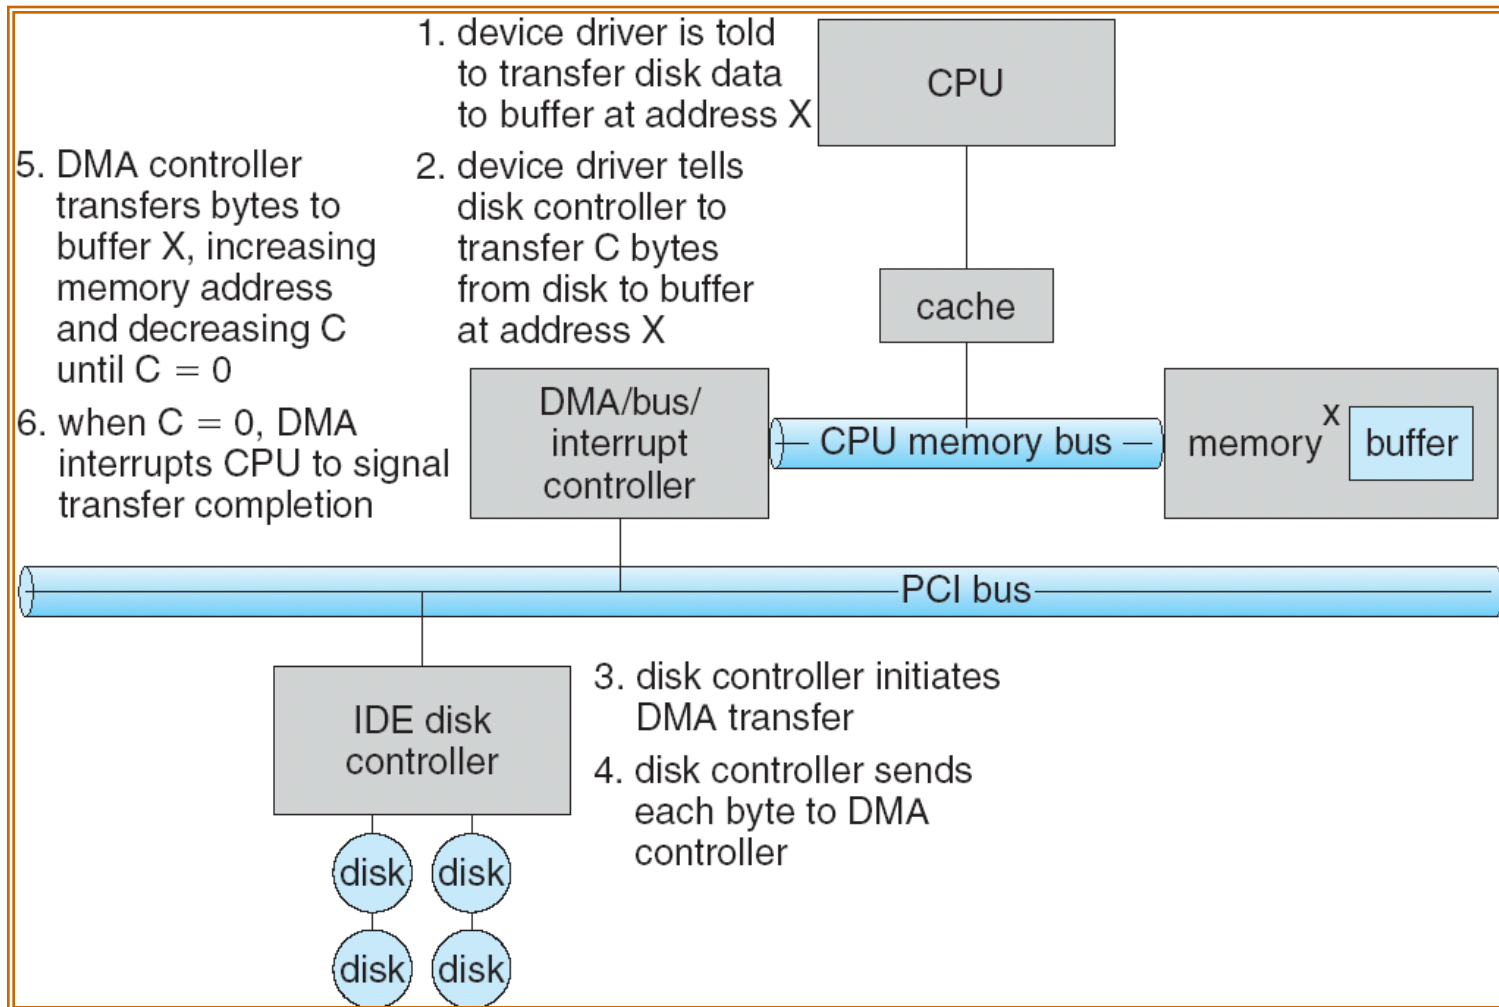 1. device driver is told
to transfer disk data
to buffer at address X
CPU
5. DMA controller
transfers bytes to
buffer X, increasing
memory address
and decreasing C
until C = 0
2. device driver tells
disk controller to
transfer C bytes
from disk to buffer
at address X
cache
6. when C = 0, DMA
interrupts CPU to signal
transfer completion
DMA/bus/
interrupt
controller
CPU memory bus
memory
X
buffer
PCI bus
IDE disk
controller
3. disk controller initiates
DMA transfer
4. disk controller sends
each byte to DMA
controller
disk
disk
disk
disk